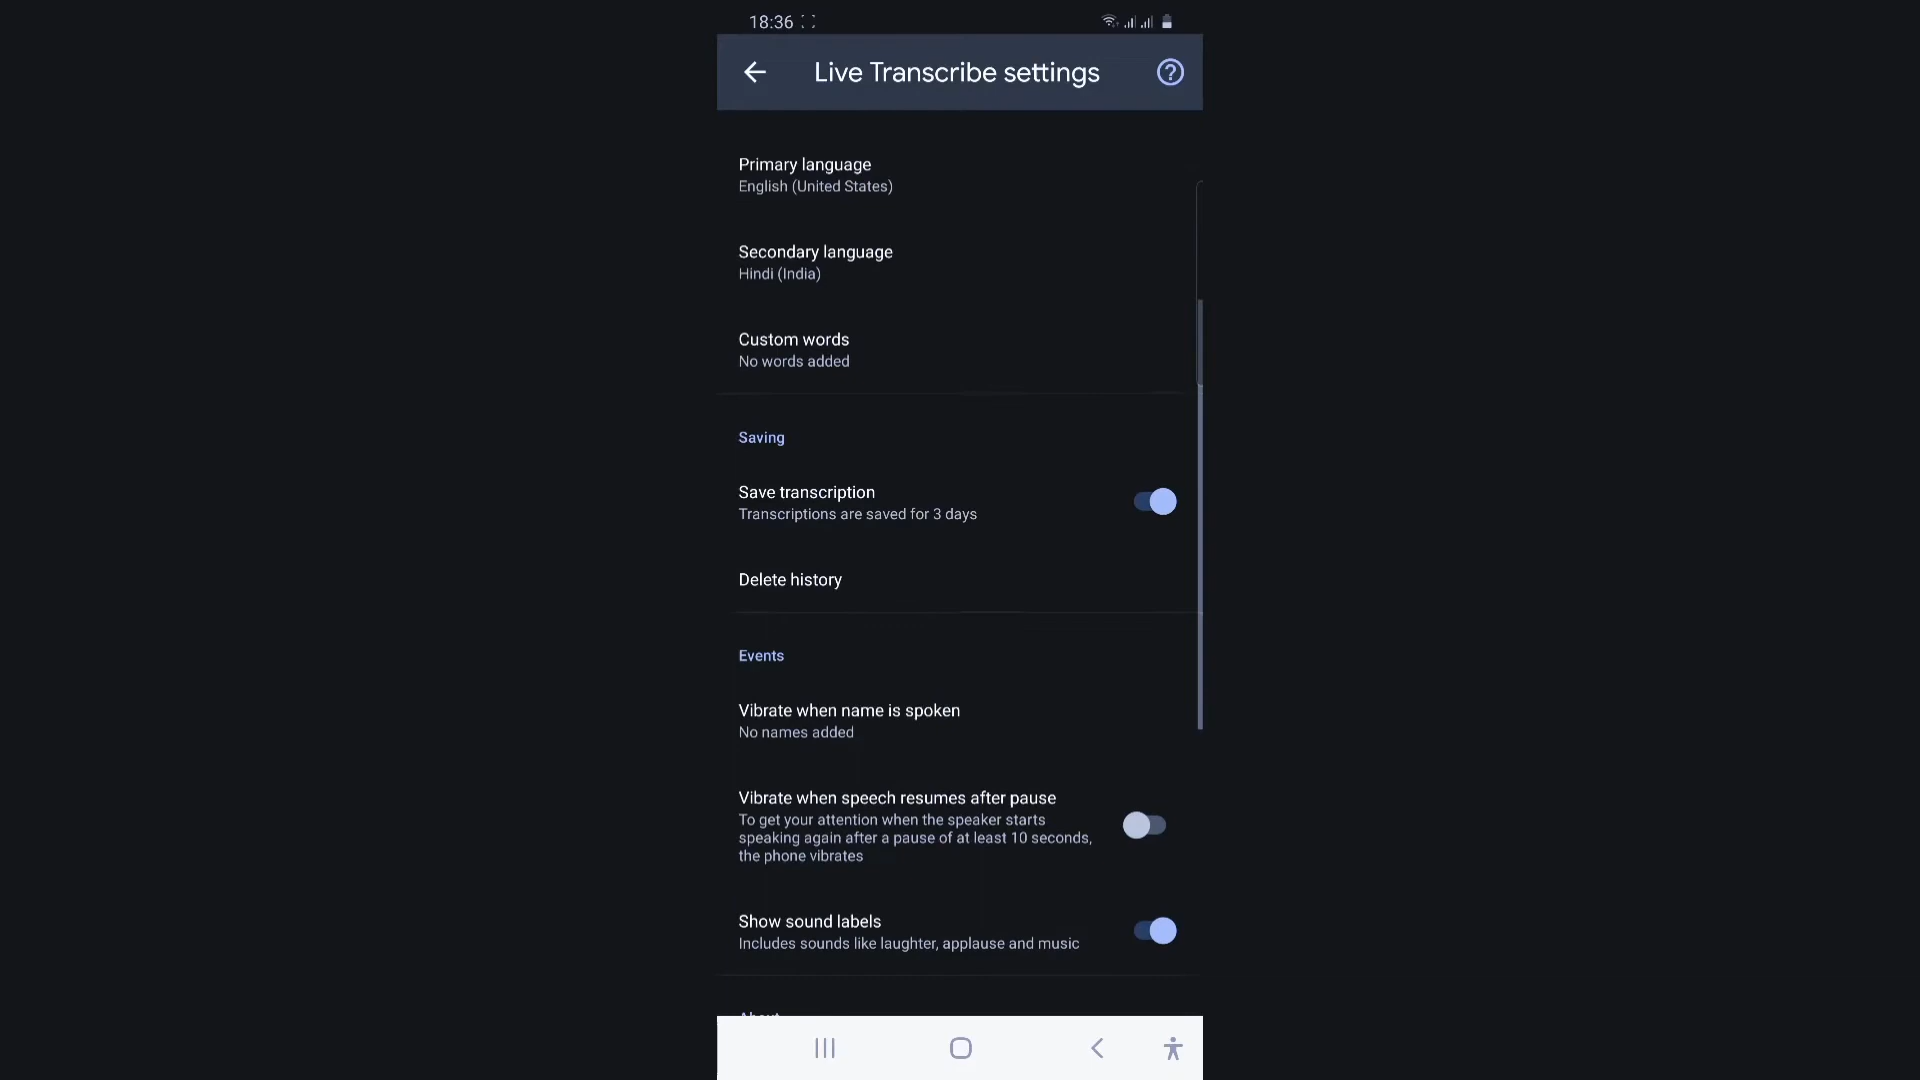 18:36
Live Transcribe settings
Primary language
English (United States)
Secondary language
Hindi (India)
Custom words
No words added
Saving
Save transcription
Transcriptions are saved for 3 days
Delete history
Events
Vibrate when name is spoken
No names added
Vibrate when speech resumes after pause
To get your attention when the speaker starts
speaking again after a pause of at least 10 seconds,
the phone vibrates
Show sound labels
Includes sounds like laughter, applause and music
About